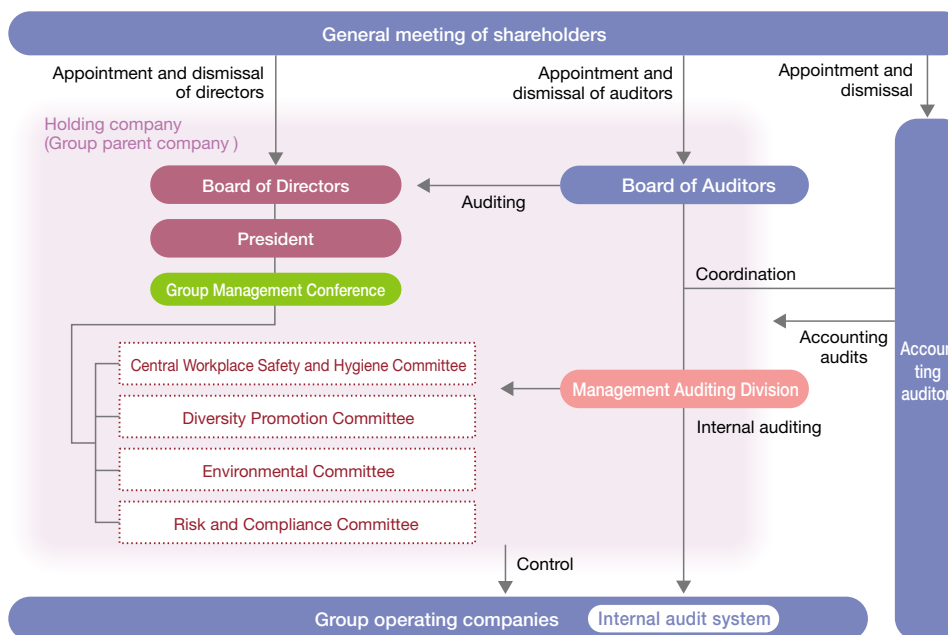 General meeting of shareholders
Appointment and dismissal
of directors
Appointment and
dismissal of auditors
Appointment and
dismissal
Holding company
(Group parent company )
Board of Directors
Auditing
Board of Auditors
President
Coordination
Group Management Conference
Accounting
audits
Accoun
ting
auditor
Central Workplace Safety and Hygiene Committee
Management Auditing Division
Diversity Promotion Committee
Internal auditing
Environmental Committee
Risk and Compliance Committee
Control
Group operating companies
Internal audit system